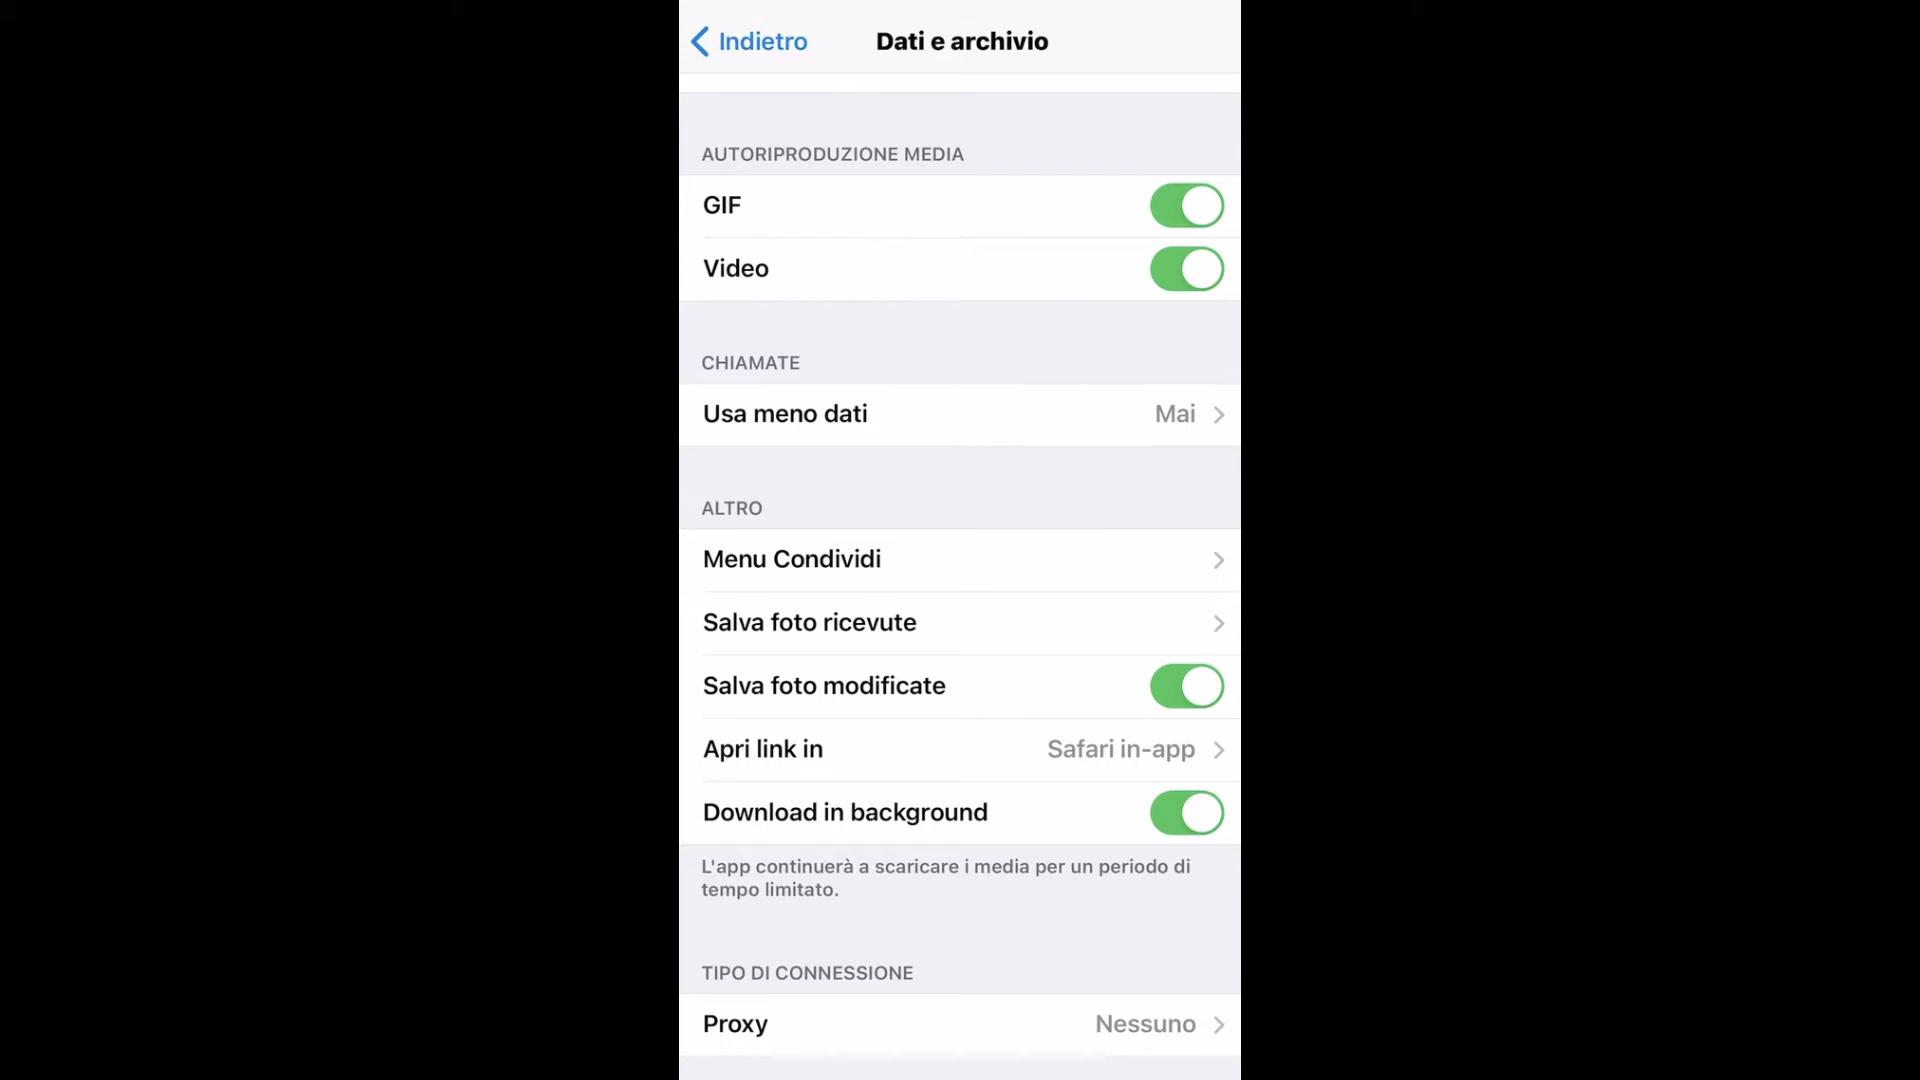 Indietro
Dati e archivio
AUTORIPRODUZIONE MEDIA
GIF
Video
CHIAMATE
Usa meno dati Mai
ALTRO
Menu Condividi
Salva foto ricevute
Salva foto modificate
Apri link in Safari in-app
Download in background
L'app continuerà a scaricare i media per un periodo di
tempo limitato.
TIPO DI CONNESSIONE
Proxy Nessuno